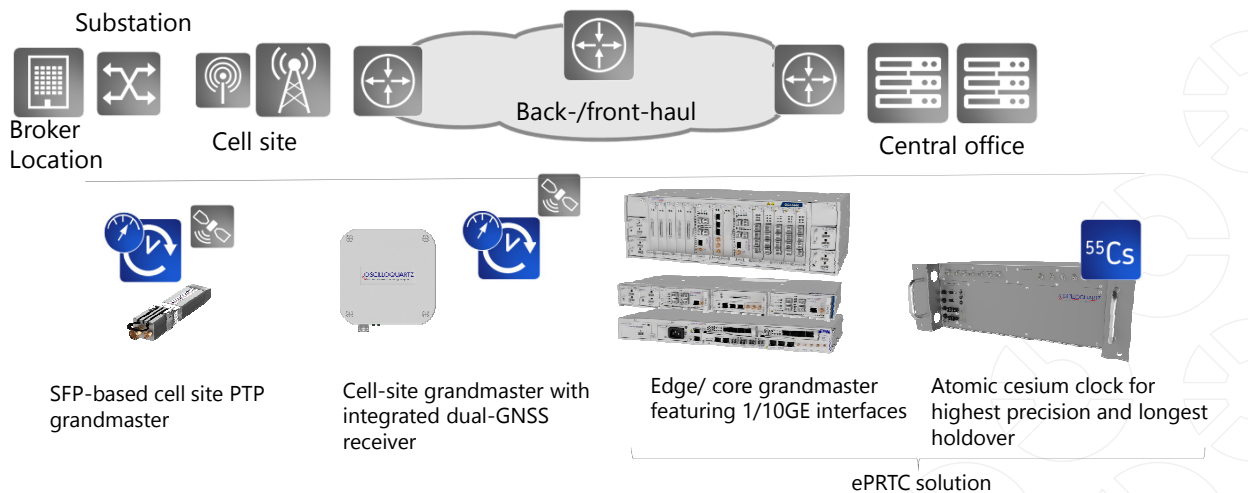 Substation
Broker
Location
Cell site
Back-/front-haul
Central office
OSCILLOQUARTZ
55Cs
OSCILLOQUARTZ
SFP-based cell site PTP
grandmaster
Cell-site grandmaster with
integrated dual-GNSS
receiver
Edge/ core grandmaster
featuring 1/10GE interfaces
Atomic cesium clock for
highest precision and longest
holdover
ePRTC solution